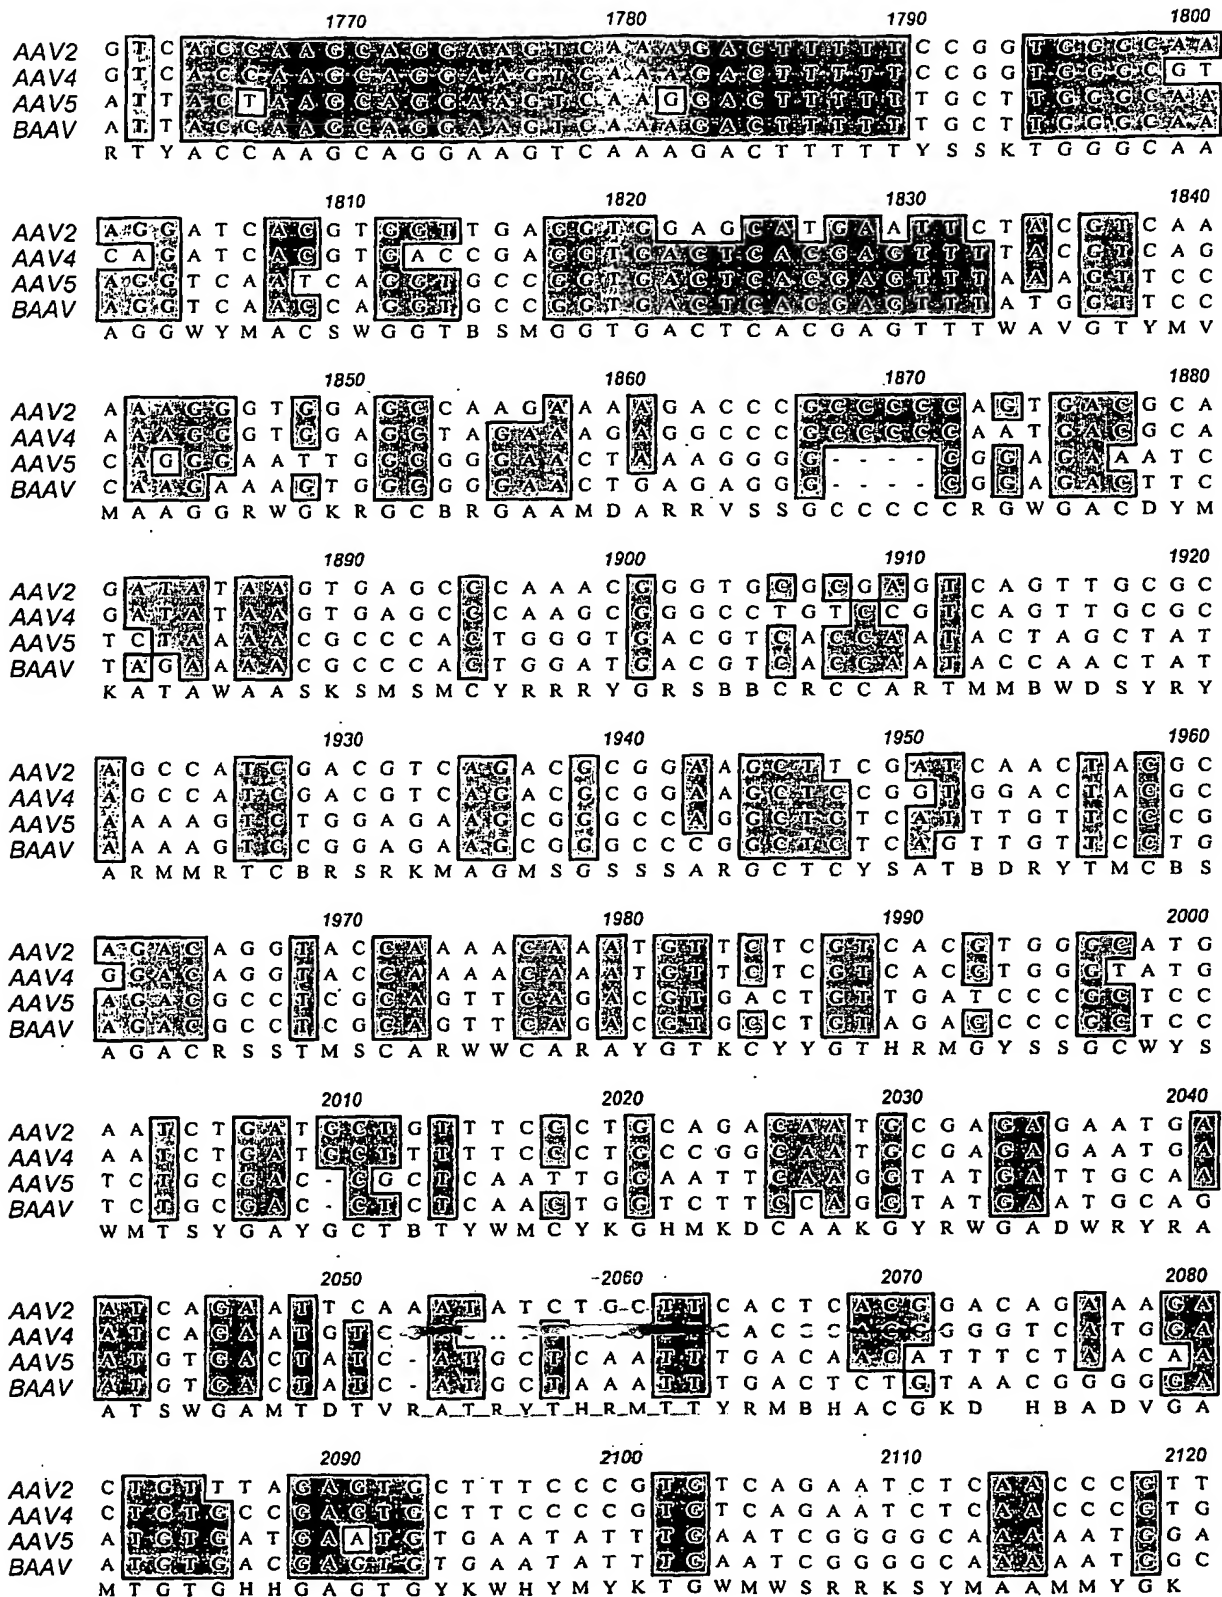 1770 1780 1790 1800
AAV2 G T C A C C A A G C A G G A A G T C A A A G A C T T T T T C C G G T G G G C A A
AAV4 G T C A C C A A G C A G G A A G T C A A A G A C T T T T T C C G G T G G G C G T
AAV5 A T T A C T A A G C A G G A A G T C A A G G A C T T T T T T G C T T G G G C A A
BAAV A T T A C C A A G C A G G A A G T C A A A G A C T T T T T T G C T T G G G C A A
R T Y A C C A A G C A G G A A G T C A A A G A C T T T T T Y S S K T G G G C A A
1810 1820 1830 1840
AAV2 A G G A T C A C G T G G T T G A G G T G G A G C A T G A A T T C T A C G T C A A
AAV4 C A G A T C A C G T G A C C G A G G T G A C T C A C G A G T T T T A C G T C A G
AAV5 A G G T C A A T C A G G T G C C G G T G A C T C A C G A G T T T A A A G T T C C
BAAV A G G T C A A G C A G G T G C C G G T G A C T C A C G A G T T T A T G G T T C C
A G G W Y M A C S W G G T B S M G G T G A C T C A C G A G T T T W A V G T Y M V
1850 1860 1870 1880
AAV2 A A A G G G T G G A G C C A A G A A A A G A C C C G C C C C C A G T G A C G C A
AAV4 A A A G G G T G G A G C T A G A A A G A G G C C C G C C C C C A A T G A C G C A
AAV5 C A G G G A A T T G G C G G G A A C T A A A G G G G - - - - C G G A G A A A T C
BAAV C A A G A A A G T G G G G G G A A C T G A G A G G G - - - - C G G A G A G T T C
M A A G G R W G K R G C B R G A A M D A R R V S S G C C C C C R G W G A C D Y M
1890 1900 1910 1920
AAV2 G A T A T A A G T G A G C G C A A A C G G G T G C G C G A G T C A G T T G C G C
AAV4 G A T A T A A G T G A G C C C A A G C G G G C C T G T C C G T C A G T T G C G C
AAV5 T C T A A A A C G C C C A C T G G G T G A C G T C A C C A A T A C T A G C T A T
BAAV T A G A A A A C G C C C A G T G G A T G A C G T G A C C A A T A C C A A C T A T
K A T A W A A S K S M S M C Y R R R Y G R S B B C R C C A R T M M B W D S Y R Y
1930 1940 1950 1960
AAV2 A G C C A T C G A C G T C A G A C G C G G A A G C T T C G A T C A A C T A C G C
AAV4 A G C C A T C G A C G T C A G A C G C G G A A G C T C C G G T G G A C T A C G C
AAV5 A A A A G T C T G G A G A A G C G G G C C A G G C T C T C A T T T G T T C C C G
BAAV A A A A G T C C G G A G A A G C G G G C C C G G C T C T C A G T T G T T C C T G
A R M M R T C B R S R K M A G M S G S S S A R G C T C Y S A T B D R Y T M C B S
1970 1980 1990 2000
AAV2 A G A C A G G T A C C A A A A C A A A T G T T C T C G T C A C G T G G G C A T G
AAV4 G G A C A G G T A C C A A A A C A A A T G T T C T C G T C A C G T G G G T A T G
AAV5 A G A C G C C T C G C A G T T C A G A C G T G A C T G T T G A T C C C G C T C C
BAAV A G A C G C C T C G C A G T T C A G A C G T G C C T G T A G A G C C C G C T C C
A G A C R S S T M S C A R W W C A R A Y G T K C Y Y G T H R M G Y S S G C W Y S
2010 2020 2030 2040
AAV2 A A T C T G A T G C T G T T T C G C T G C A G A C A A T G C G A G A G A A T G A
AAV4 A A T C T G A T G C T T T T T C C C T G C C G G C A A T G C G A G A G A A T G A
AAV5 T C T G C G A C - C G C T C A A T T G G A A T T C A A G G T A T G A T T G C A A
BAAV T C T G C G A C - C T C T C A A G T G G T C T T G C A G G T A T G A A T G C A G
W M T S Y G A Y G C T B T Y W M C Y K G H M K D C A A K G Y R W G A D W R Y R A
2050 2060 2070 2080
AAV2 A T C A G A A T T C A A A T A T C T G C T T C A C T C A C G G A C A G A A A G A
AAV4 A T C A G A A T G T C T T C A C C C A C G G G G T C A T G G A
AAV5 A T G T G A C T A T C - A T G C T C A A T T T G A C A A C A T T T C T A A C A A
BAAV A T G T G A C T A T C - A T G C T A A A T T T G A C T C T G T A A C G G G G G A
A T S W G A M T D T V R A T R Y T H R M T T Y R M B H A C G K D H B A D V G A
2090 2100 2110 2120
AAV2 C T G T T T A G A G T G C T T T C C C G T G T C A G A A T C T C A A C C C G T T
AAV4 C T G T G C C G A G T G C T T C C C C G T G T C A G A A T C T C A A C C C G T G
AAV5 A T G T G A T G A A T G T G A A T A T T T G A A T C G G G G C A A A A A T G G A
BAAV A T G T G A C G A G T G T G A A T A T T T G A A T C G G G G C A A A A A T G G C
M T G T G H H G A G T G Y K W H Y M Y K T G W M W S R R K S Y M A A M M Y G K